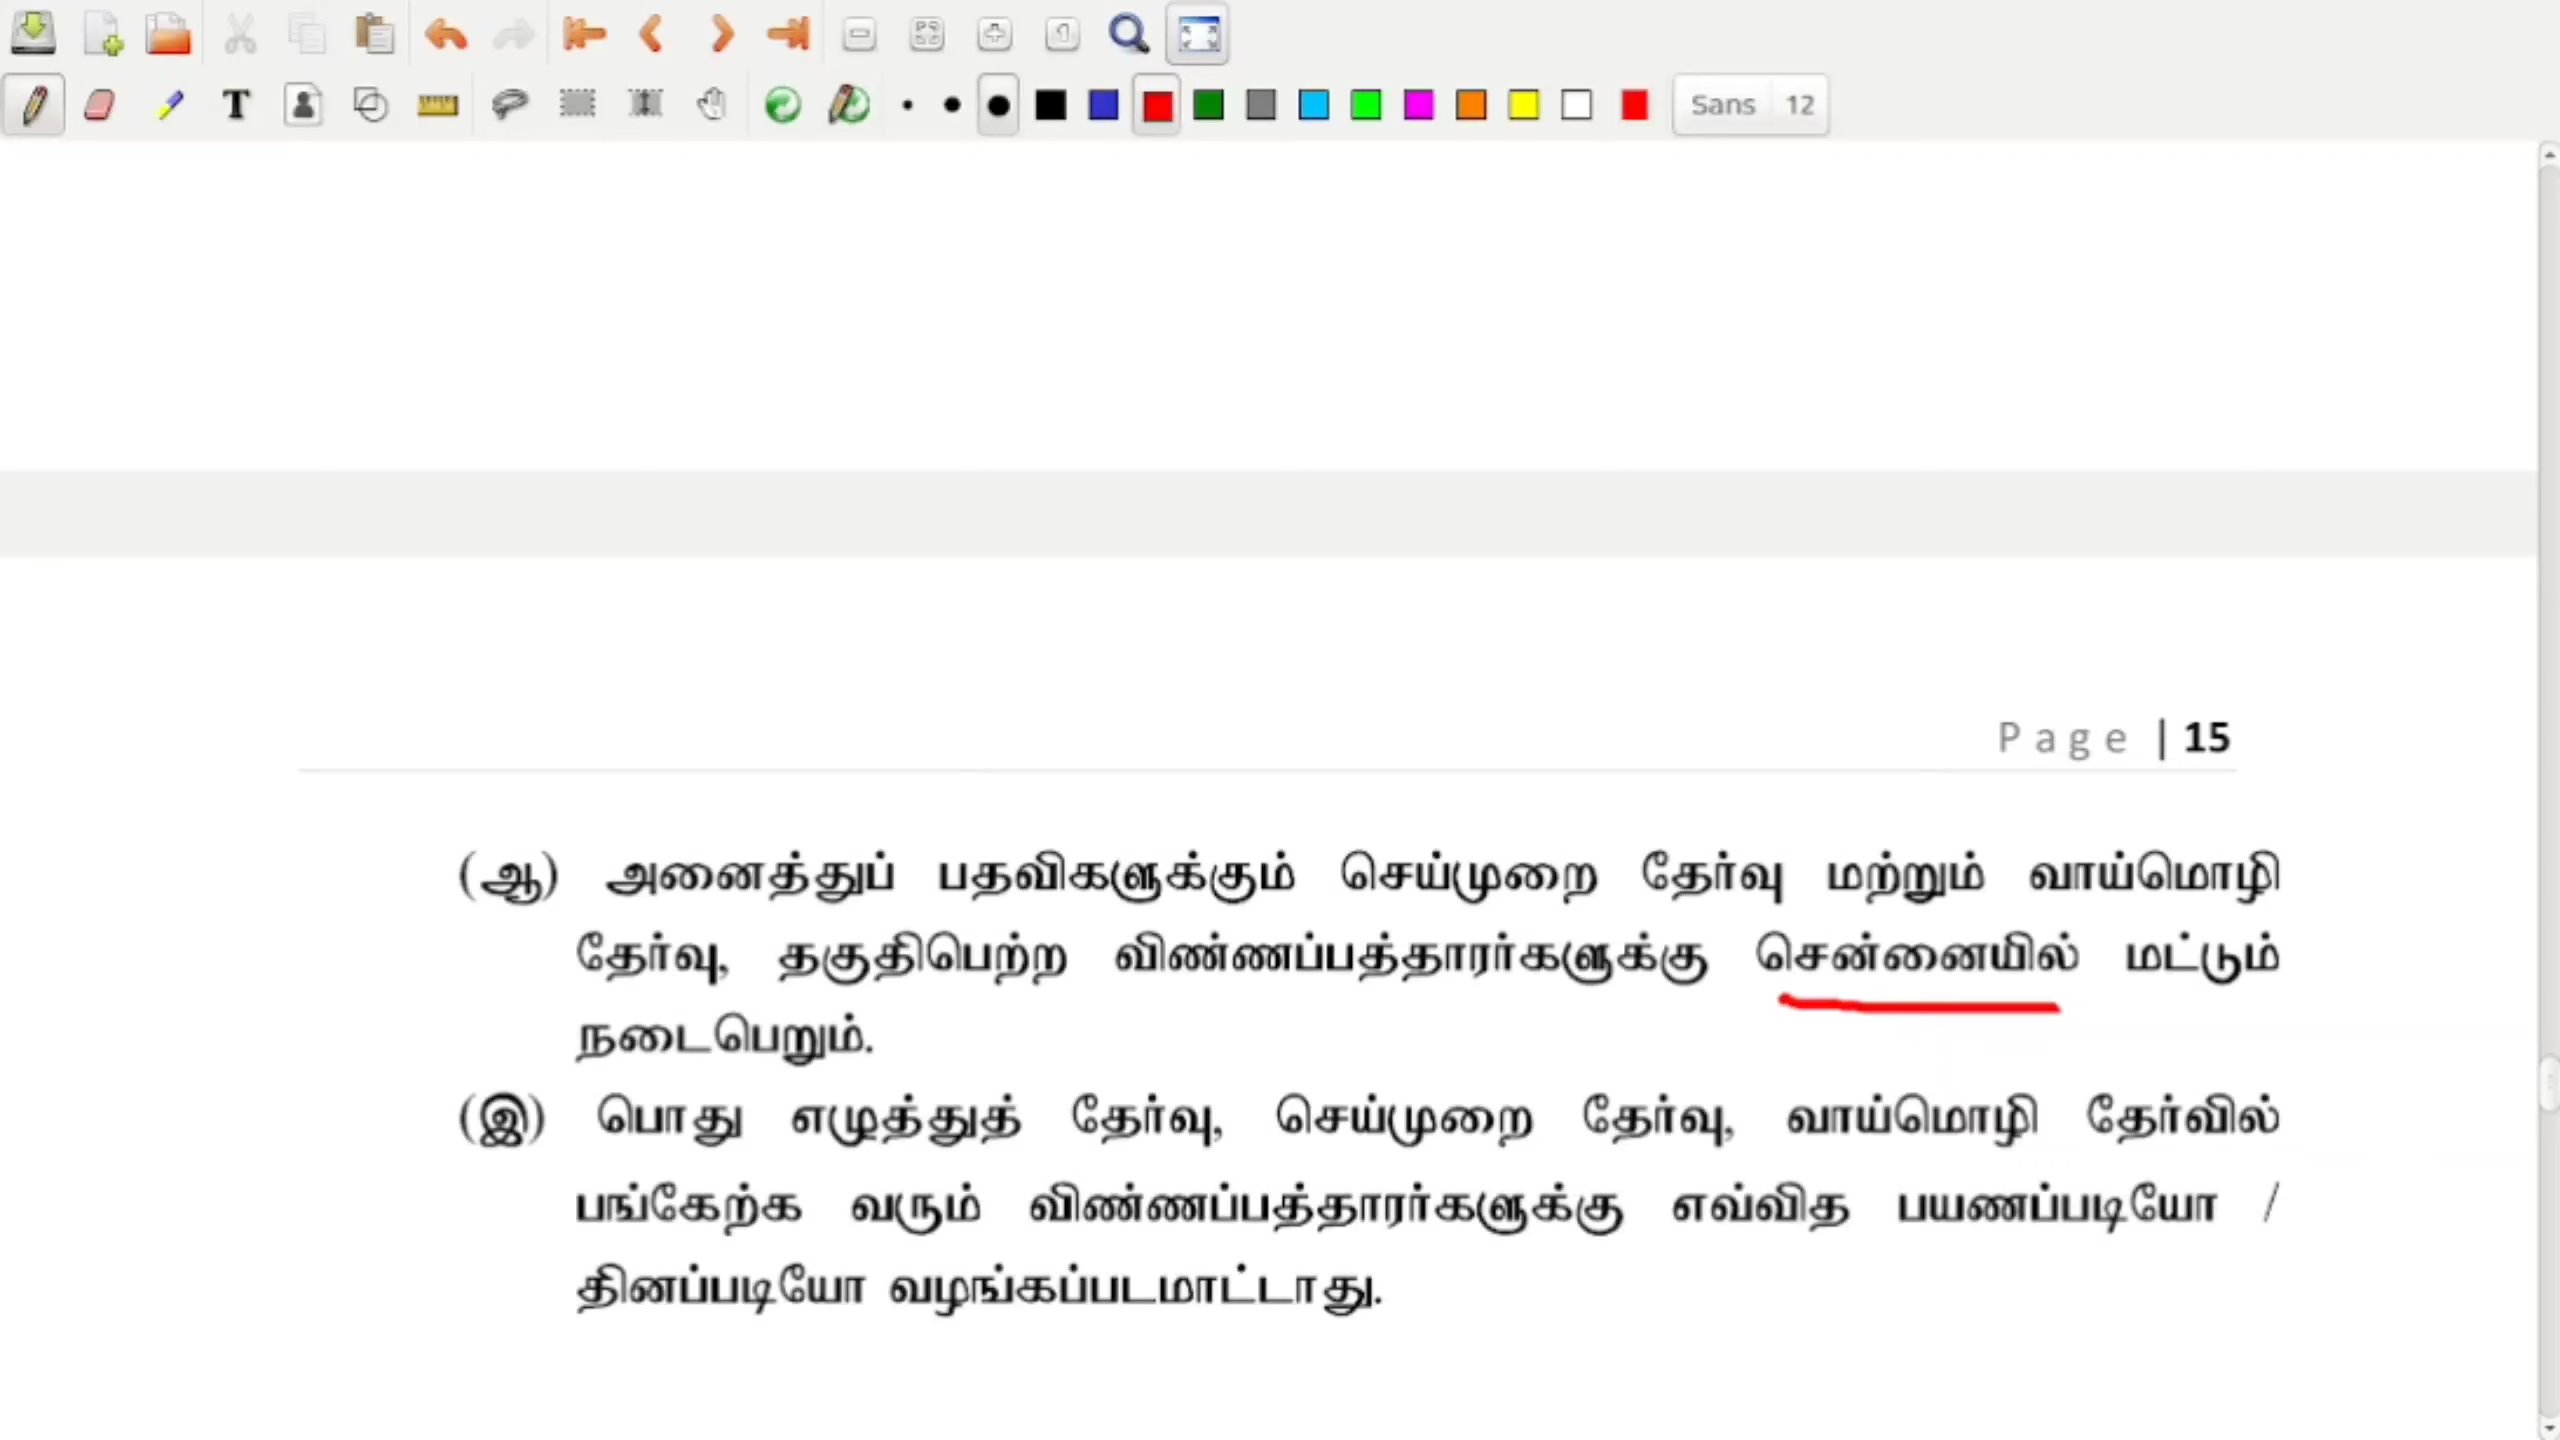 T
Sans 12
Page | 15
(ஆ) அனைத்துப் பதவிகளுக்கும் செய்முறை தேர்வு மற்றும் வாய்மொழி
தேர்வு, தகுதிபெற்ற விண்ணப்பத்தாரர்களுக்கு சென்னையில் மட்டும்
நடைபெறும்.
(இ) பொது எழுத்துத் தேர்வு, செய்முறை தேர்வு, வாய்மொழி தேர்வில்
பங்கேற்க வரும் விண்ணப்பத்தாரர்களுக்கு எவ்வித பயணப்படியோ /
தினப்படியோ வழங்கப்படமாட்டாது.